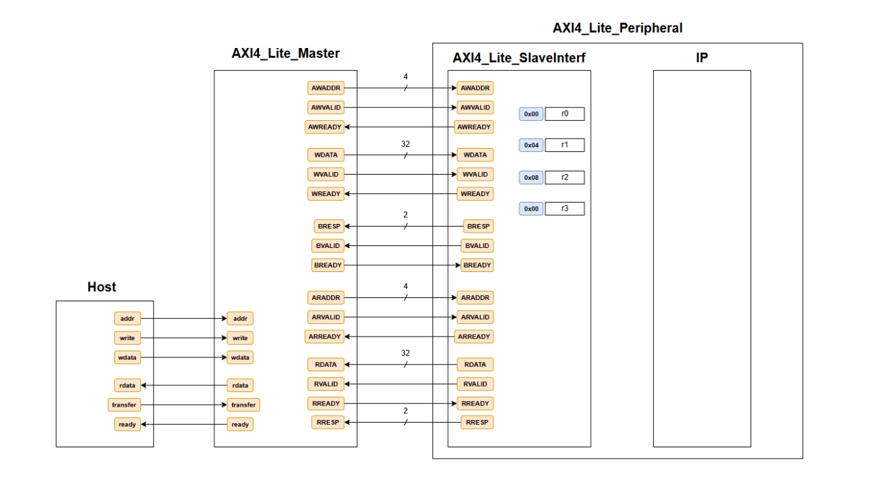 AXI4_Lite_Peripheral
AXI4_Lite_Master
AXI4_Lite_SlaveInterf
IP
AWADDR
4
AWADDR
AWVALID
AWVALID
0x00 r0
AWREADY
AWREADY
0x04 r1
WDATA
32
WDATA
WVALID
WVALID
0x08 r2
WREADY
WREADY
0x00 r3
BRESP
2
BRESP
BVALID
BVALID
BREADY
BREADY
Host
ARADDR
4
ARADDR
addr
addr
ARVALID
ARVALID
write
write
ARREADY
ARREADY
wdata
wdata
RDATA
32
RDATA
rdata
rdata
RVALID
RVALID
transfer
transfer
RREADY
RREADY
ready
ready
RRESP
2
RRESP